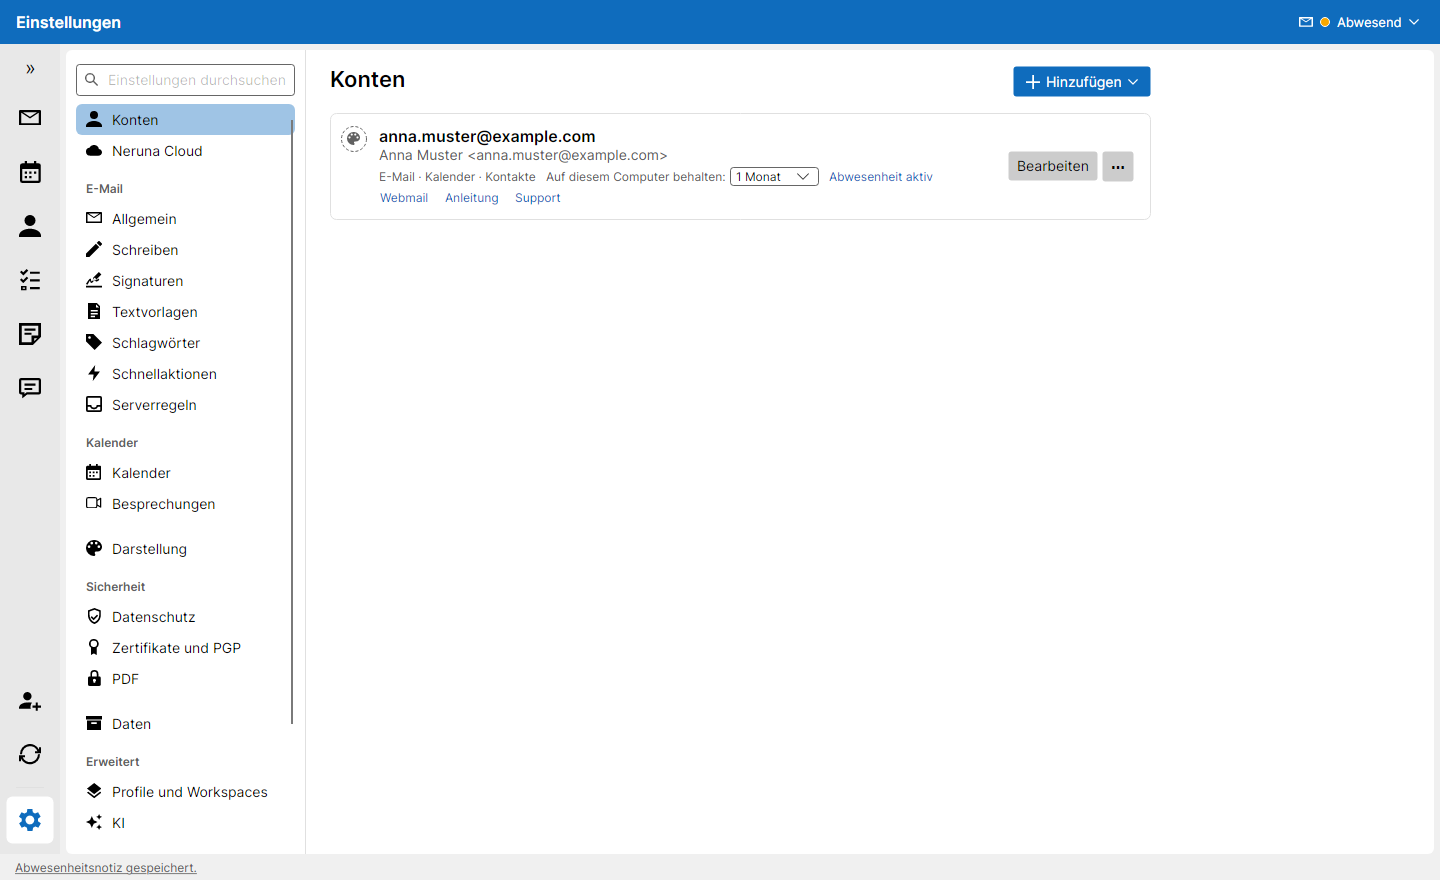 Einstellungen
Abwesend
»
Einstellungen durchsuchen
Konten
Neruna Cloud
E-Mail
Allgemein
Schreiben
Signaturen
Textvorlagen
Schlagwörter
Schnellaktionen
Serverregeln
Kalender
Kalender
Besprechungen
Darstellung
Sicherheit
Datenschutz
Zertifikate und PGP
PDF
Daten
Erweitert
Profile und Workspaces
KI
Konten
Hinzufügen
anna.muster@example.com
Anna Muster <anna.muster@example.com>
E-Mail · Kalender · Kontakte Auf diesem Computer behalten: 1 Monat Abwesenheit aktiv
Webmail Anleitung Support
Bearbeiten ...
Abwesenheitsnotiz gespeichert.